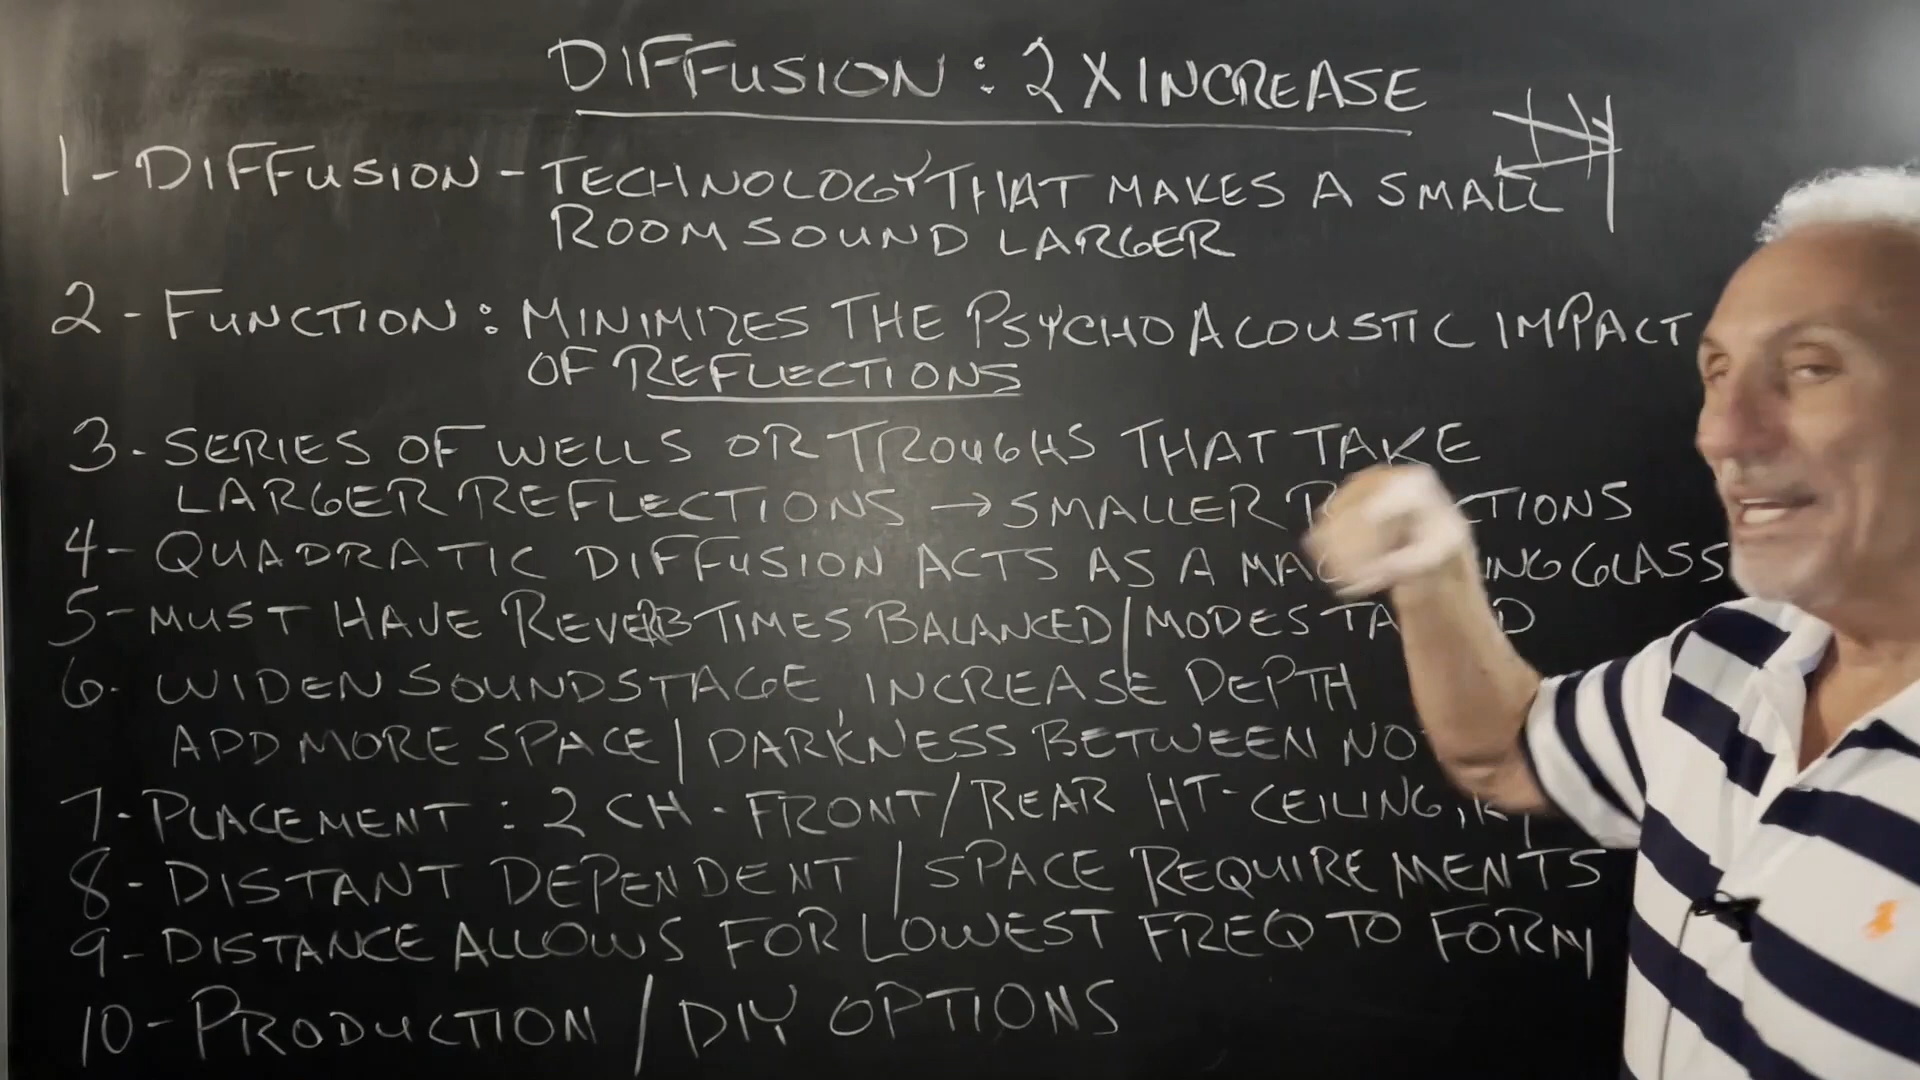 DIFFUSION : 2 X INCREASE
1 - DIFFUSION - TECHNOLOGY THAT MAKES A SMALL
ROOM SOUND LARGER
2 - FUNCTION : MINIMIZES THE PSYCHO ACOUSTIC IMPACT
OF REFLECTIONS
3 - SERIES OF WELLS OR TROUGHS THAT TAKE
LARGER REFLECTIONS → SMALLER
4 - QUADRATIC DIFFUSION ACTS AS A GLASS
5 - MUST HAVE REVERB TIMES BALANCED / MODES
6 - WIDEN SOUNDSTAGE, INCREASE DEPTH
ADD MORE SPACE / DARKNESS BETWEEN
7 - PLACEMENT : 2 CH - FRONT / REAR HT - CEILING,
8 - DISTANT DEPENDENT / SPACE REQUIREMENTS
9 - DISTANCE ALLOWS FOR LOWEST FREQ TO FORM
10 - PRODUCTION / DIY OPTIONS